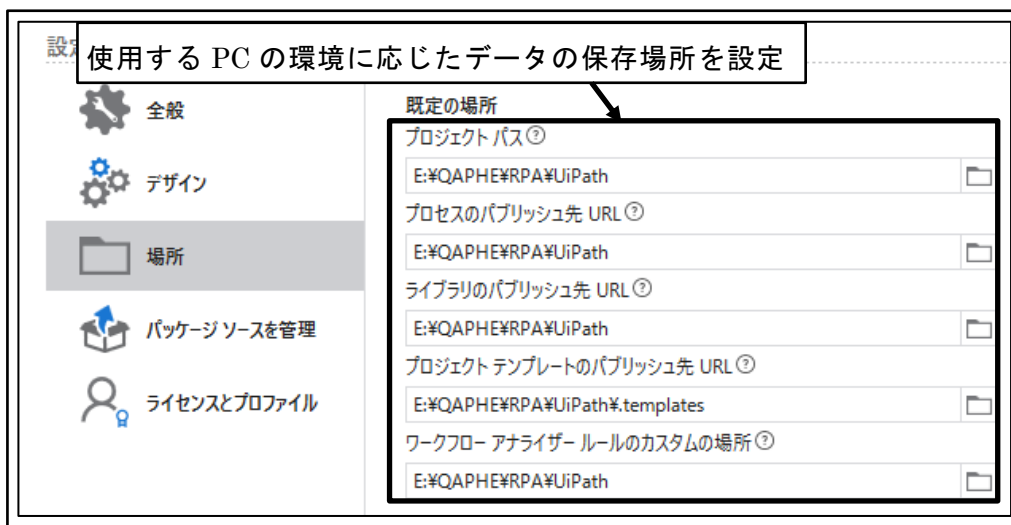 設定
使用する PC の環境に応じたデータの保存場所を設定
全般
デザイン
場所
パッケージ ソースを管理
ライセンスとプロファイル
既定の場所
プロジェクト パス?
E:¥QAPHE¥RPA¥UiPath
プロセスのパブリッシュ先 URL?
E:¥QAPHE¥RPA¥UiPath
ライブラリのパブリッシュ先 URL?
E:¥QAPHE¥RPA¥UiPath
プロジェクト テンプレートのパブリッシュ先 URL?
E:¥QAPHE¥RPA¥UiPath¥.templates
ワークフロー アナライザー ルールのカスタムの場所?
E:¥QAPHE¥RPA¥UiPath